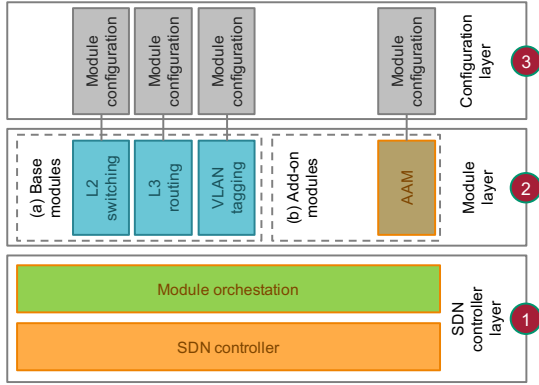 Module
configuration
Module
configuration
Module
configuration
Module
configuration
Configuration
layer
3
(a) Base
modules
L2
switching
L3
routing
VLAN
tagging
(b) Add-on
modules
AAM
Module
layer
2
Module orchestation
SDN controller
SDN
controller
layer
1